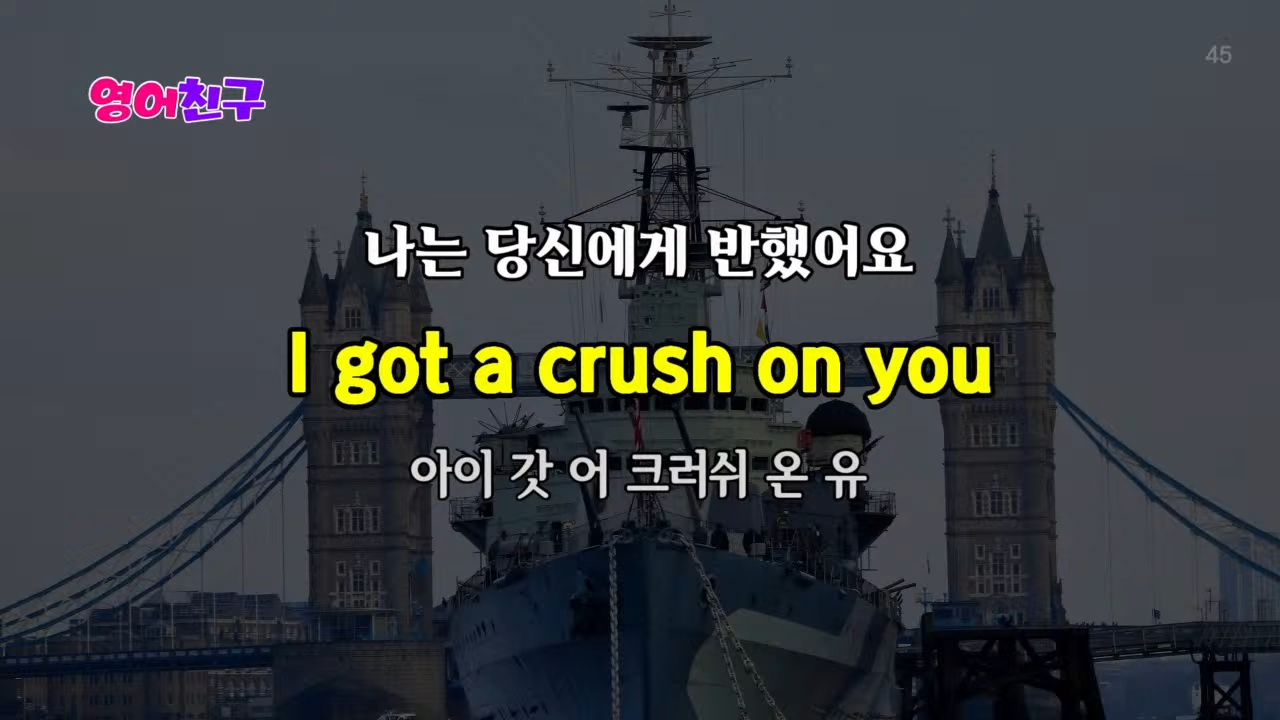 45
영어친구
나는 당신에게 반했어요
I got a crush on you
아이 갓 어 크러쉬 온 유